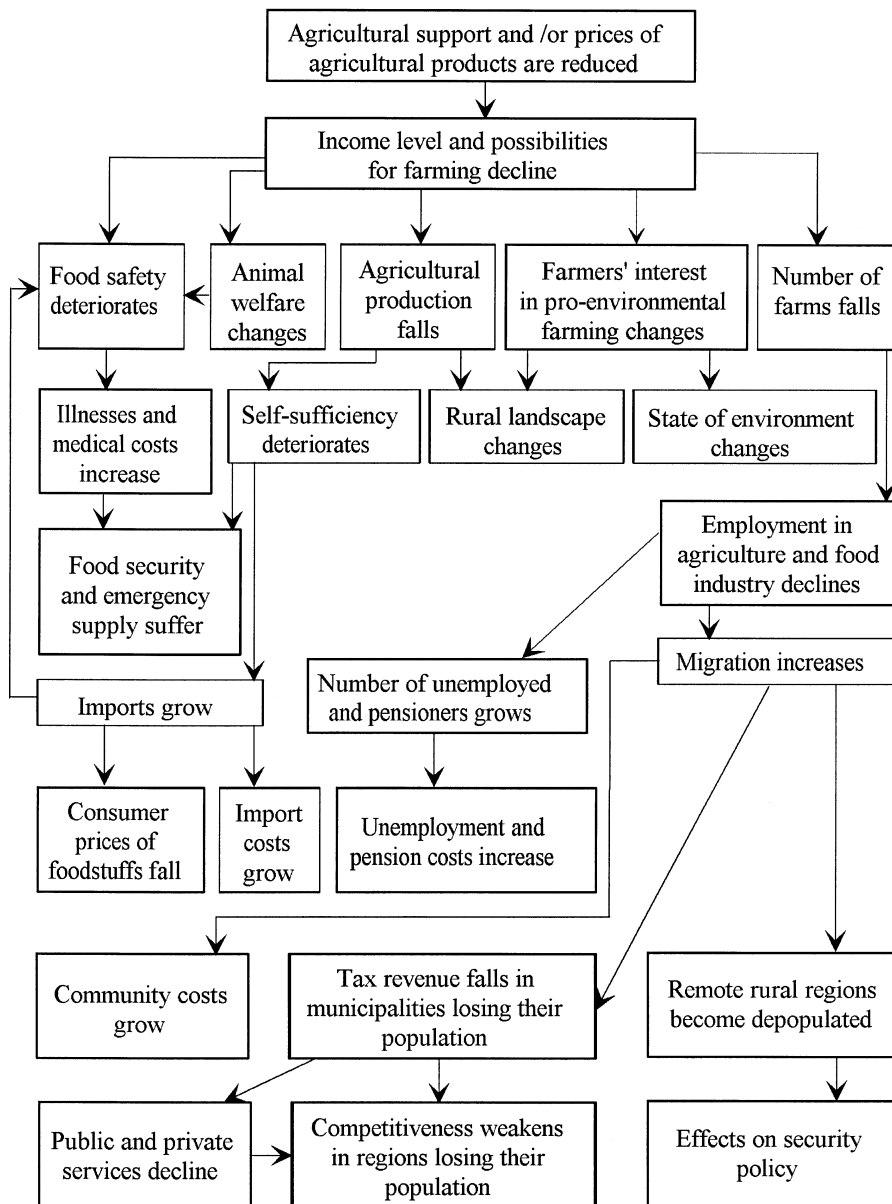 Agricultural support and /or prices of
agricultural products are reduced
Income level and possibilities
for farming decline
Food safety
deteriorates
Animal
welfare
changes
Agricultural
production
falls
Farmers' interest
in pro-environmental
farming changes
Number of
farms falls
Illnesses and
medical costs
increase
Self-sufficiency
deteriorates
Rural landscape
changes
State of environment
changes
Food security
and emergency
supply suffer
Employment in
agriculture and food
industry declines
Migration increases
Number of unemployed
and pensioners grows
Imports grow
Consumer
prices of
foodstuffs fall
Import
costs
grow
Unemployment and
pension costs increase
Community costs
grow
Tax revenue falls in
municipalities losing their
population
Remote rural regions
become depopulated
Public and private
services decline
Competitiveness weakens
in regions losing their
population
Effects on security
policy